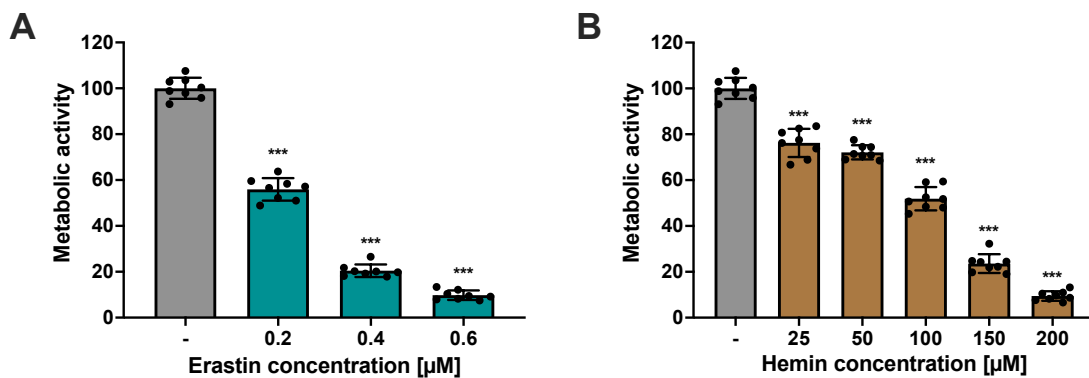 A
Metabolic activity
120
100
80
60
40
20
0
***
***
***
- 0.2 0.4 0.6
Erastin concentration [µM]
B
Metabolic activity
120
100
80
60
40
20
0
***
***
***
***
***
- 25 50 100 150 200
Hemin concentration [µM]